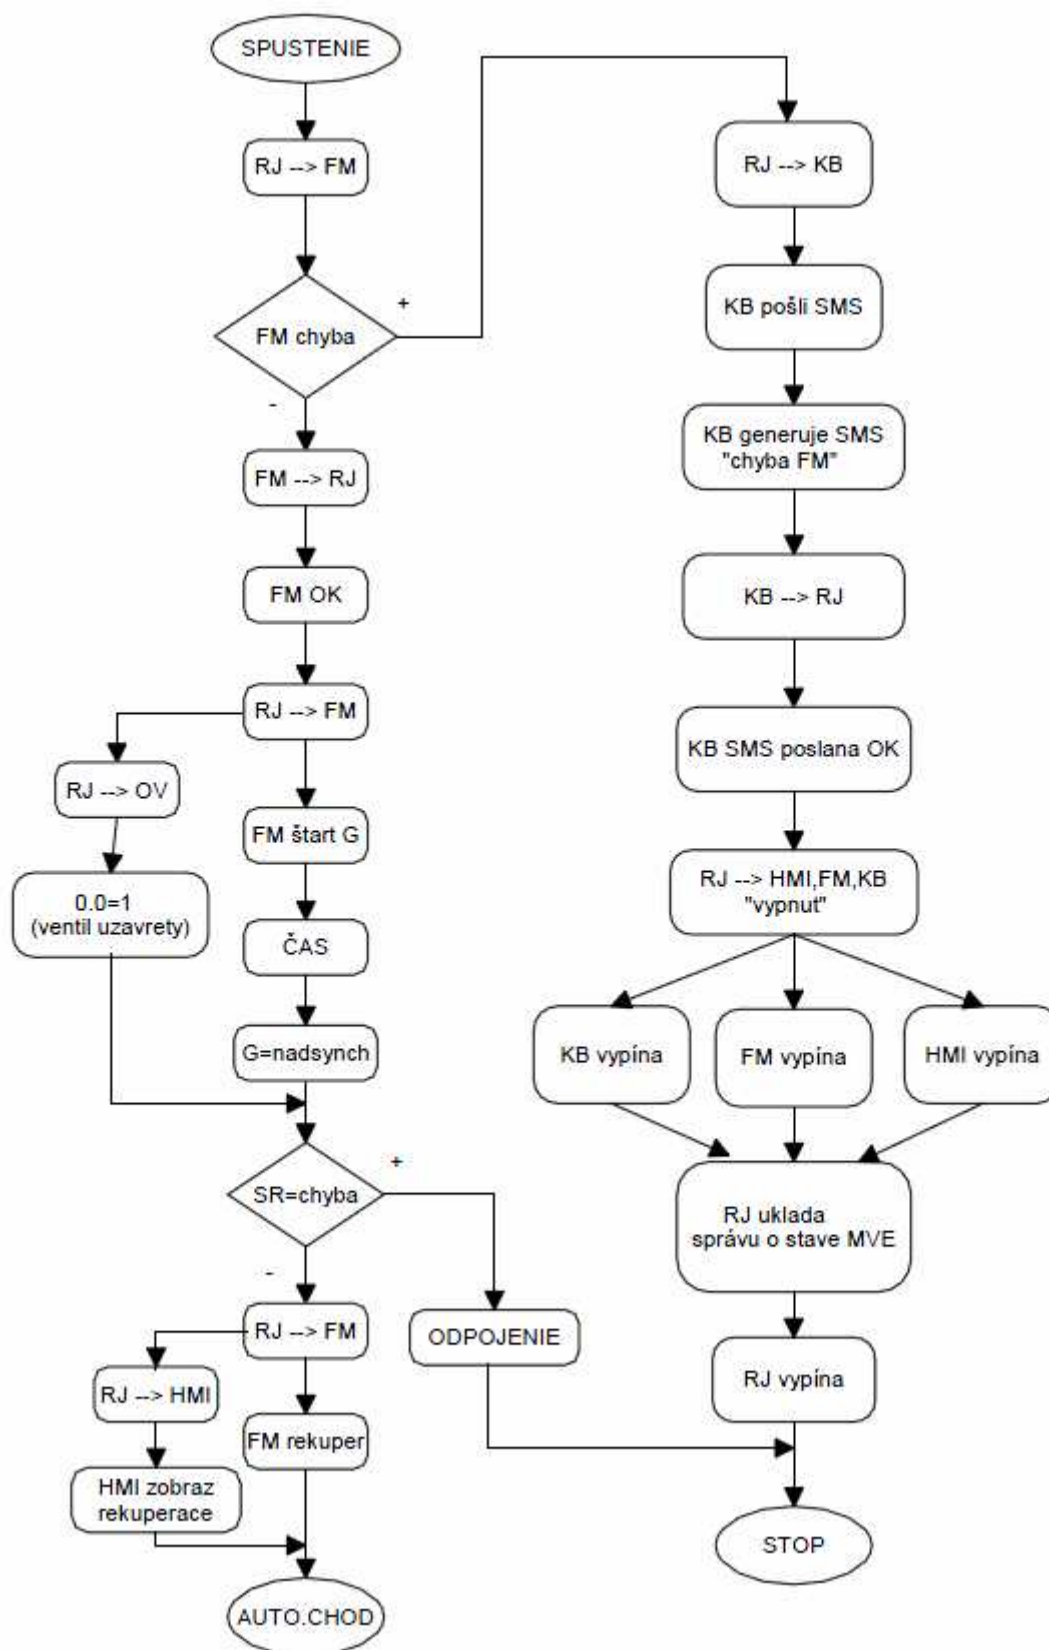 SPUSTENIE
RJ --> FM
FM chyba
+
-
FM --> RJ
FM OK
RJ --> FM
RJ --> OV
0.0=1
(ventil uzavrety)
FM štart G
ČAS
G=nadsynch
SR=chyba
+
-
RJ --> FM
RJ --> HMI
HMI zobraz
rekuperace
FM rekuper
AUTO.CHOD
ODPOJENIE
RJ --> KB
KB pošli SMS
KB generuje SMS
"chyba FM"
KB --> RJ
KB SMS poslana OK
RJ --> HMI,FM,KB
"vypnut"
KB vypína
FM vypína
HMI vypína
RJ uklada
správu o stave MVE
RJ vypína
STOP